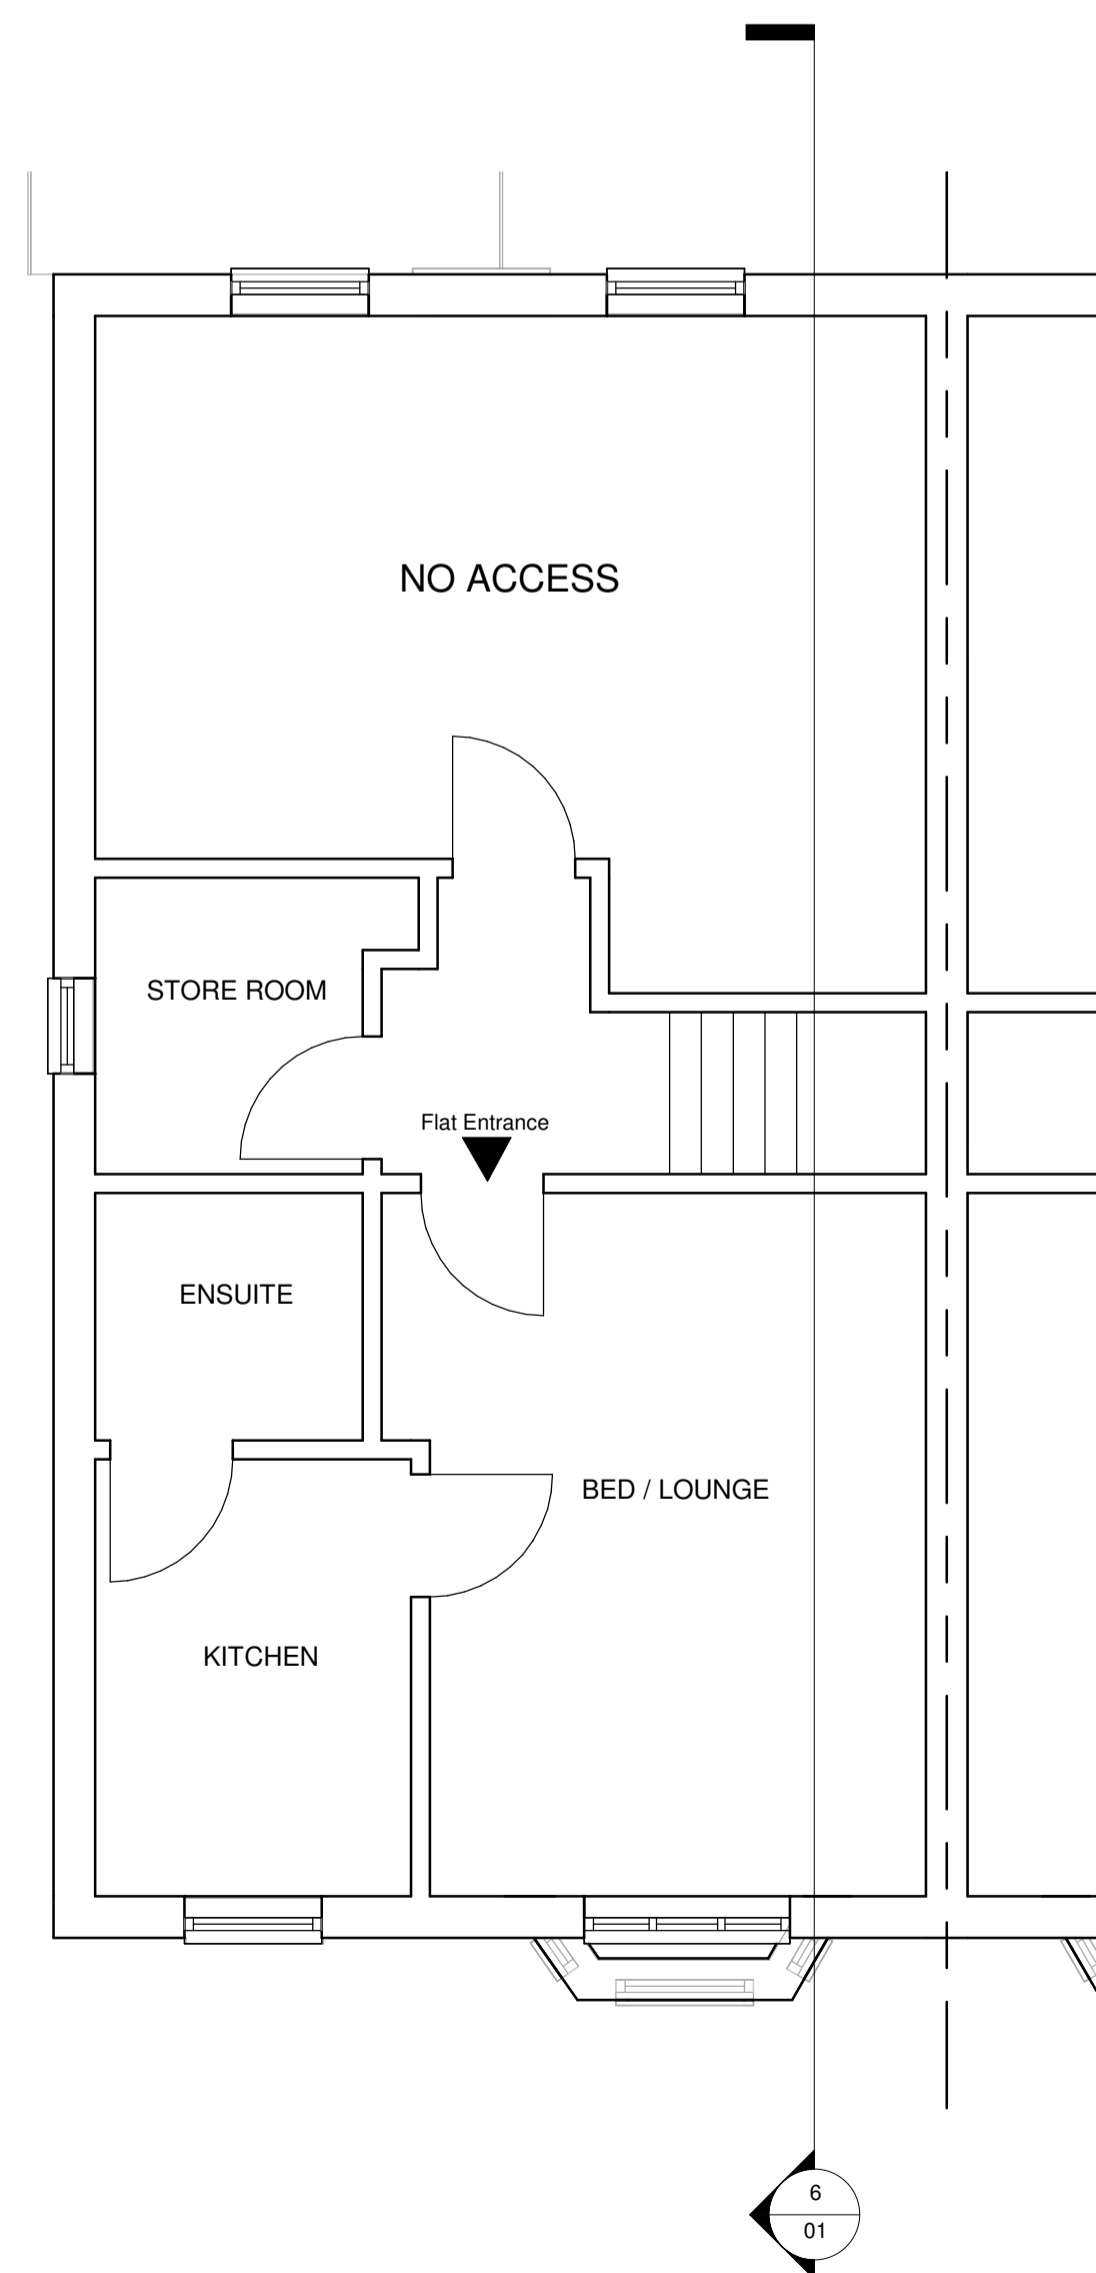 NO ACCESS
STORE ROOM
Flat Entrance
ENSUITE
BED / LOUNGE
KITCHEN
6
01